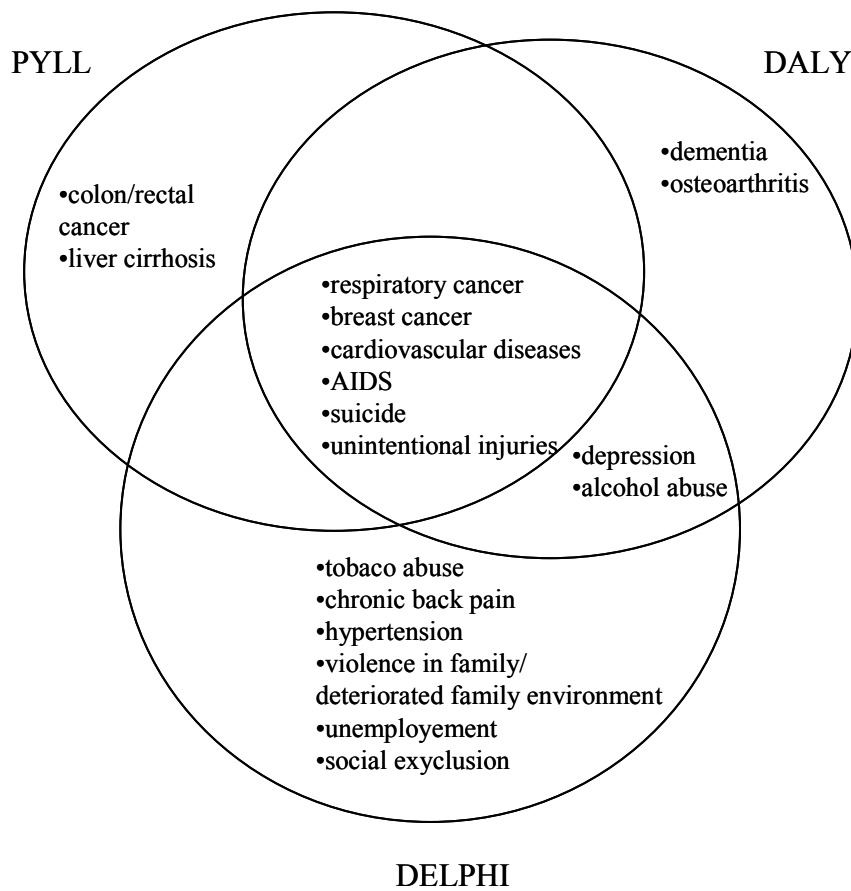 PYLL
DALY
•dementia
•osteoarthritis
•colon/rectal
cancer
•liver cirrhosis
•respiratory cancer
•breast cancer
•cardiovascular diseases
•AIDS
•suicide
•unintentional injuries
•depression
•alcohol abuse
•tobaco abuse
•chronic back pain
•hypertension
•violence in family/
deteriorated family environment
•unemployement
•social exyclusion
DELPHI